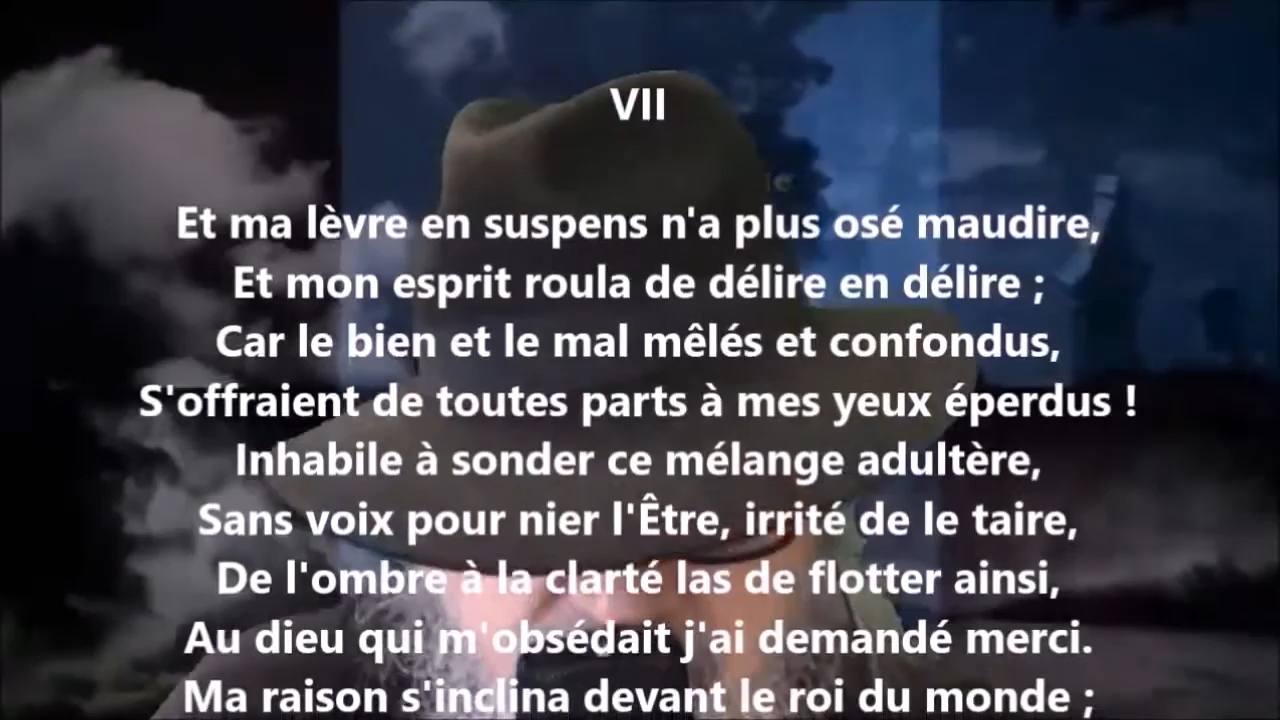 VII
Et ma lèvre en suspens n'a plus osé maudire,
Et mon esprit roula de délire en délire ;
Car le bien et le mal mêlés et confondus,
S'offraient de toutes parts à mes yeux éperdus !
Inhabile à sonder ce mélange adultère,
Sans voix pour nier l'Être, irrité de le taire,
De l'ombre à la clarté las de flotter ainsi,
Au dieu qui m'obsédait j'ai demandé merci.
Ma raison s'inclina devant le roi du monde ;